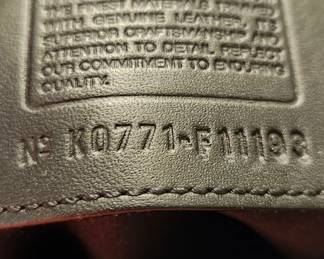 THE FINEST MATERIALS TRIMMED
WITH GENUINE LEATHER. ITS
SUPERIOR CRAFTSMANSHIP AND
ATTENTION TO DETAIL REFLECT
OUR COMMITMENT TO ENDURING
QUALITY.
Nº K0771-F11193